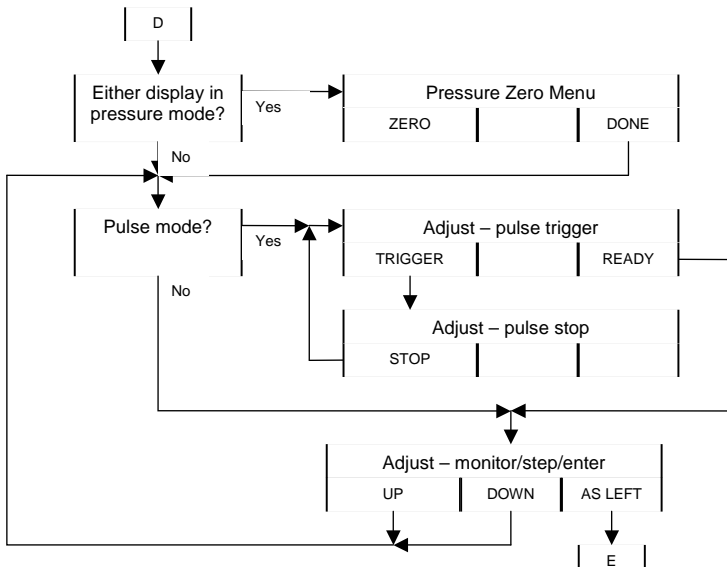 D
Either display in
pressure mode?
Yes
Pressure Zero Menu
ZERO
DONE
No
Pulse mode?
Yes
Adjust – pulse trigger
TRIGGER
READY
No
Adjust – pulse stop
STOP
Adjust – monitor/step/enter
UP
DOWN
AS LEFT
E